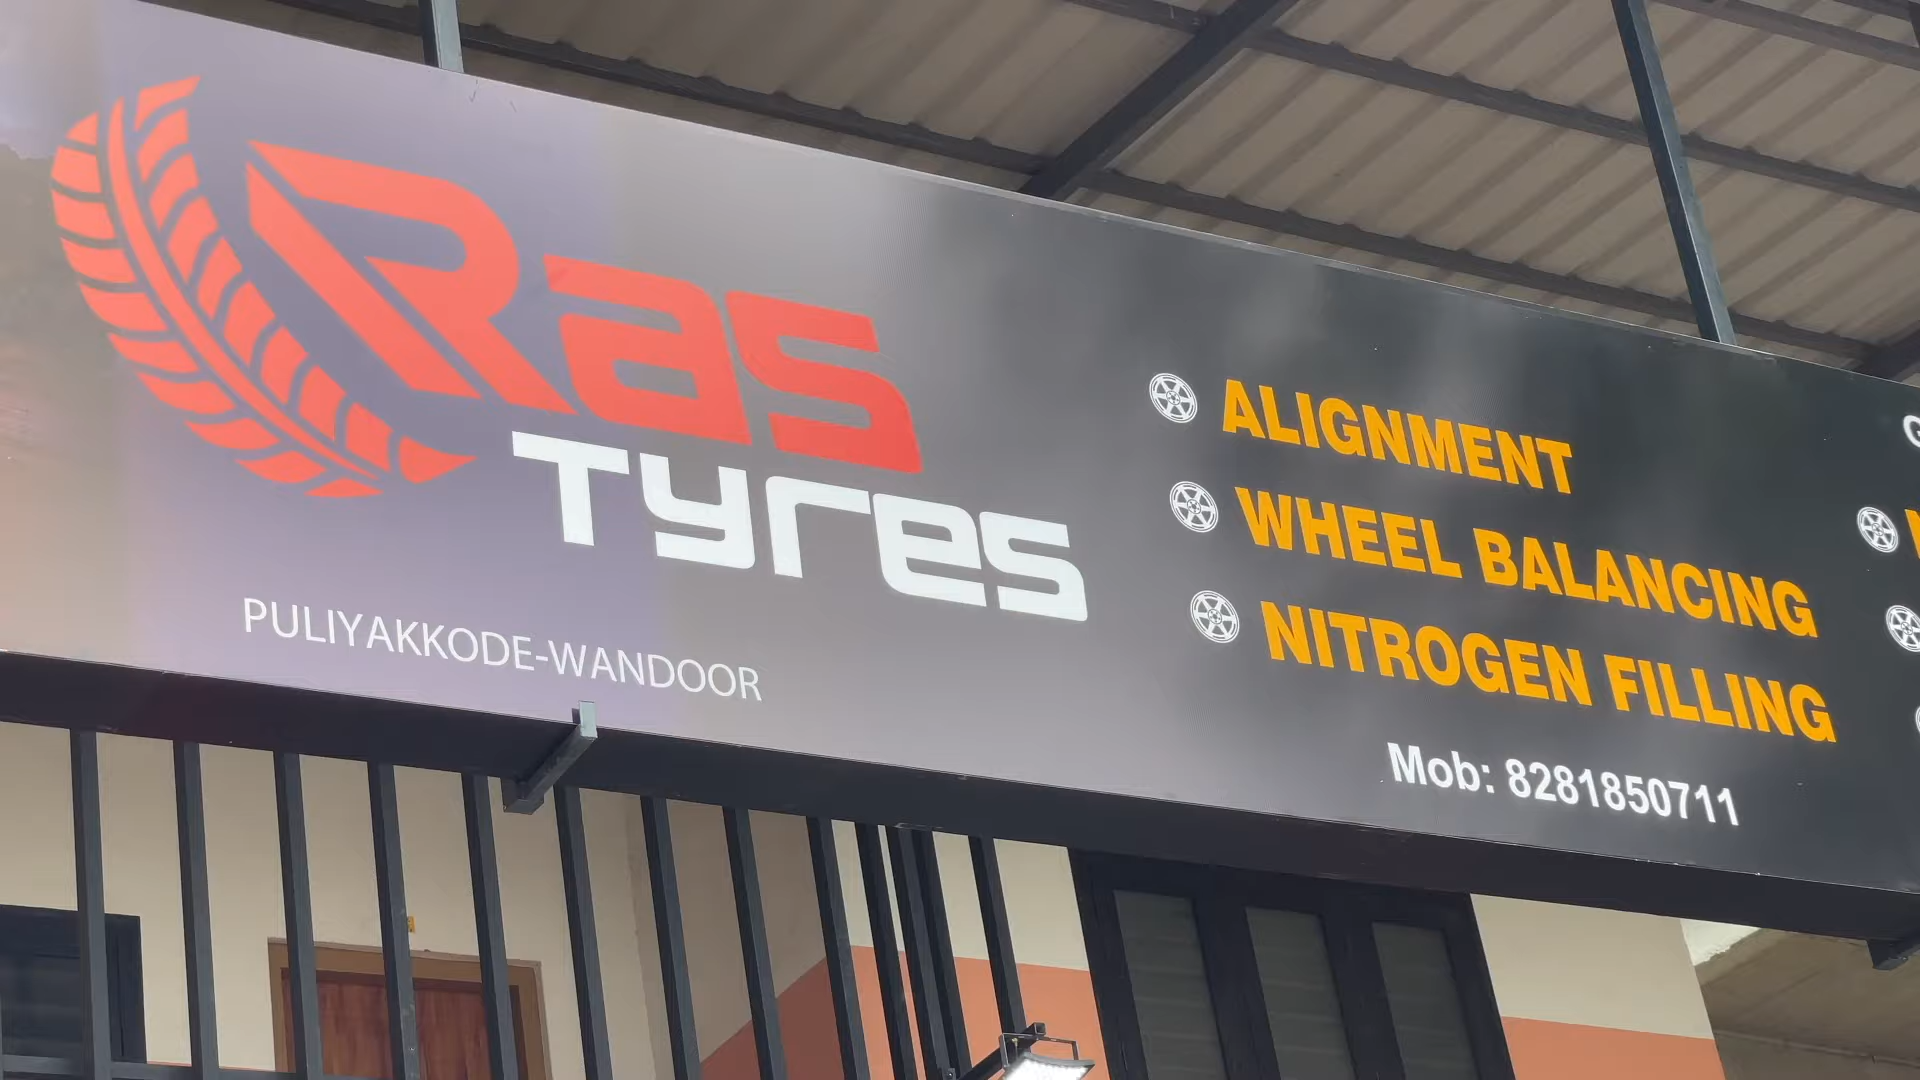 Ras
Tyres
PULIYAKKODE-WANDOOR
ALIGNMENT
WHEEL BALANCING
NITROGEN FILLING
Mob: 8281850711